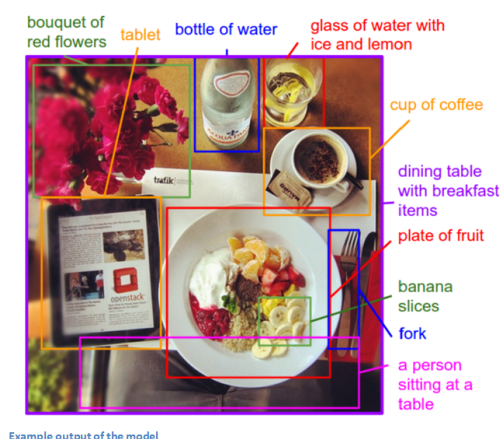 bouquet of
red flowers
tablet
bottle of water
glass of water with
ice and lemon
cup of coffee
dining table
with breakfast
items
plate of fruit
banana
slices
fork
a person
sitting at a
table
trafik
openstack
Example output of the model